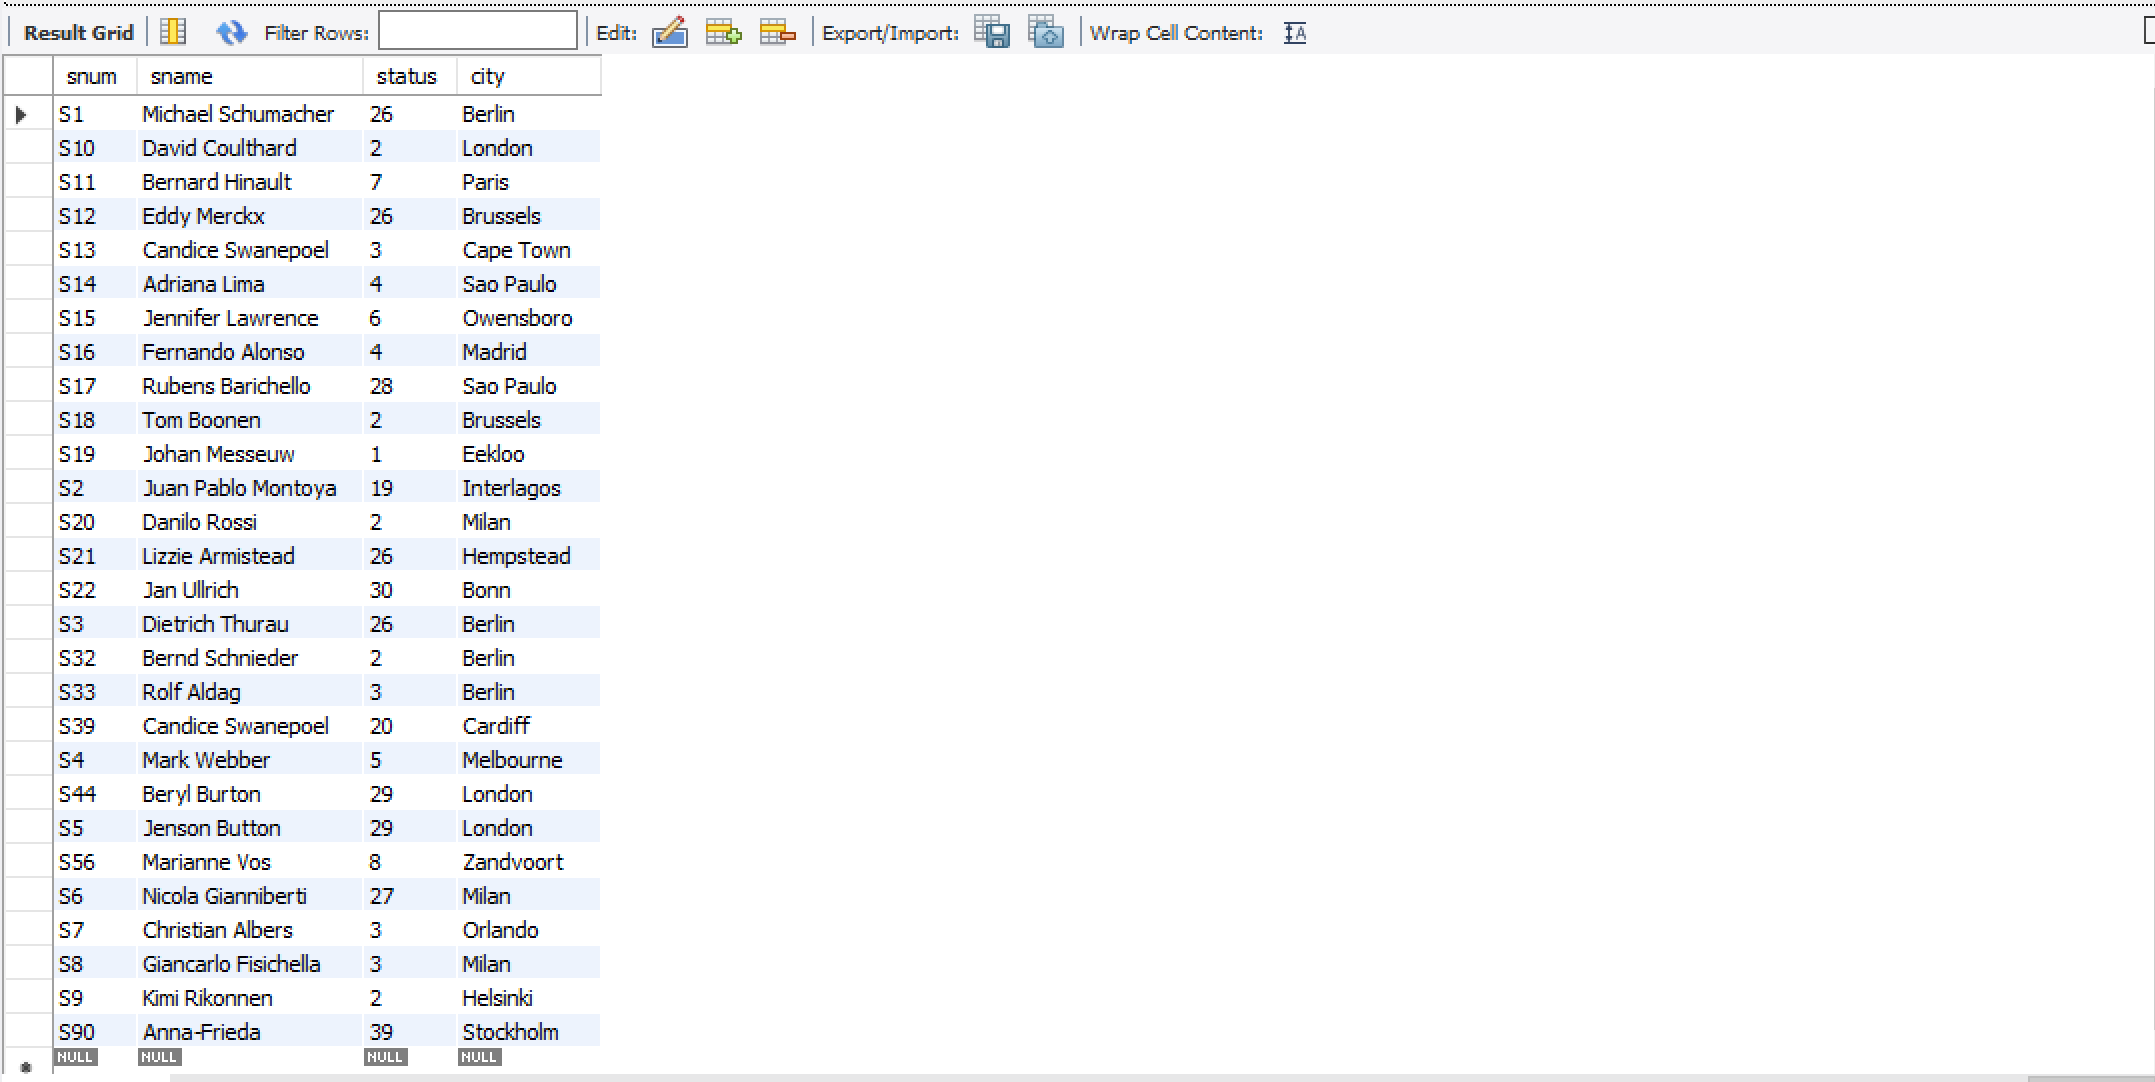 Result Grid Filter Rows: Edit: Export/Import: Wrap Cell Content: IA
snum sname status city
S1 Michael Schumacher 26 Berlin
S10 David Coulthard 2 London
S11 Bernard Hinault 7 Paris
S12 Eddy Merckx 26 Brussels
S13 Candice Swanepoel 3 Cape Town
S14 Adriana Lima 4 Sao Paulo
S15 Jennifer Lawrence 6 Owensboro
S16 Fernando Alonso 4 Madrid
S17 Rubens Barichello 28 Sao Paulo
S18 Tom Boonen 2 Brussels
S19 Johan Messeuw 1 Eekloo
S2 Juan Pablo Montoya 19 Interlagos
S20 Danilo Rossi 2 Milan
S21 Lizzie Armistead 26 Hempstead
S22 Jan Ullrich 30 Bonn
S3 Dietrich Thurau 26 Berlin
S32 Bernd Schnieder 2 Berlin
S33 Rolf Aldag 3 Berlin
S39 Candice Swanepoel 20 Cardiff
S4 Mark Webber 5 Melbourne
S44 Beryl Burton 29 London
S5 Jenson Button 29 London
S56 Marianne Vos 8 Zandvoort
S6 Nicola Gianniberti 27 Milan
S7 Christian Albers 3 Orlando
S8 Giancarlo Fisichella 3 Milan
S9 Kimi Rikonnen 2 Helsinki
S90 Anna-Frieda 39 Stockholm
NULL NULL NULL NULL